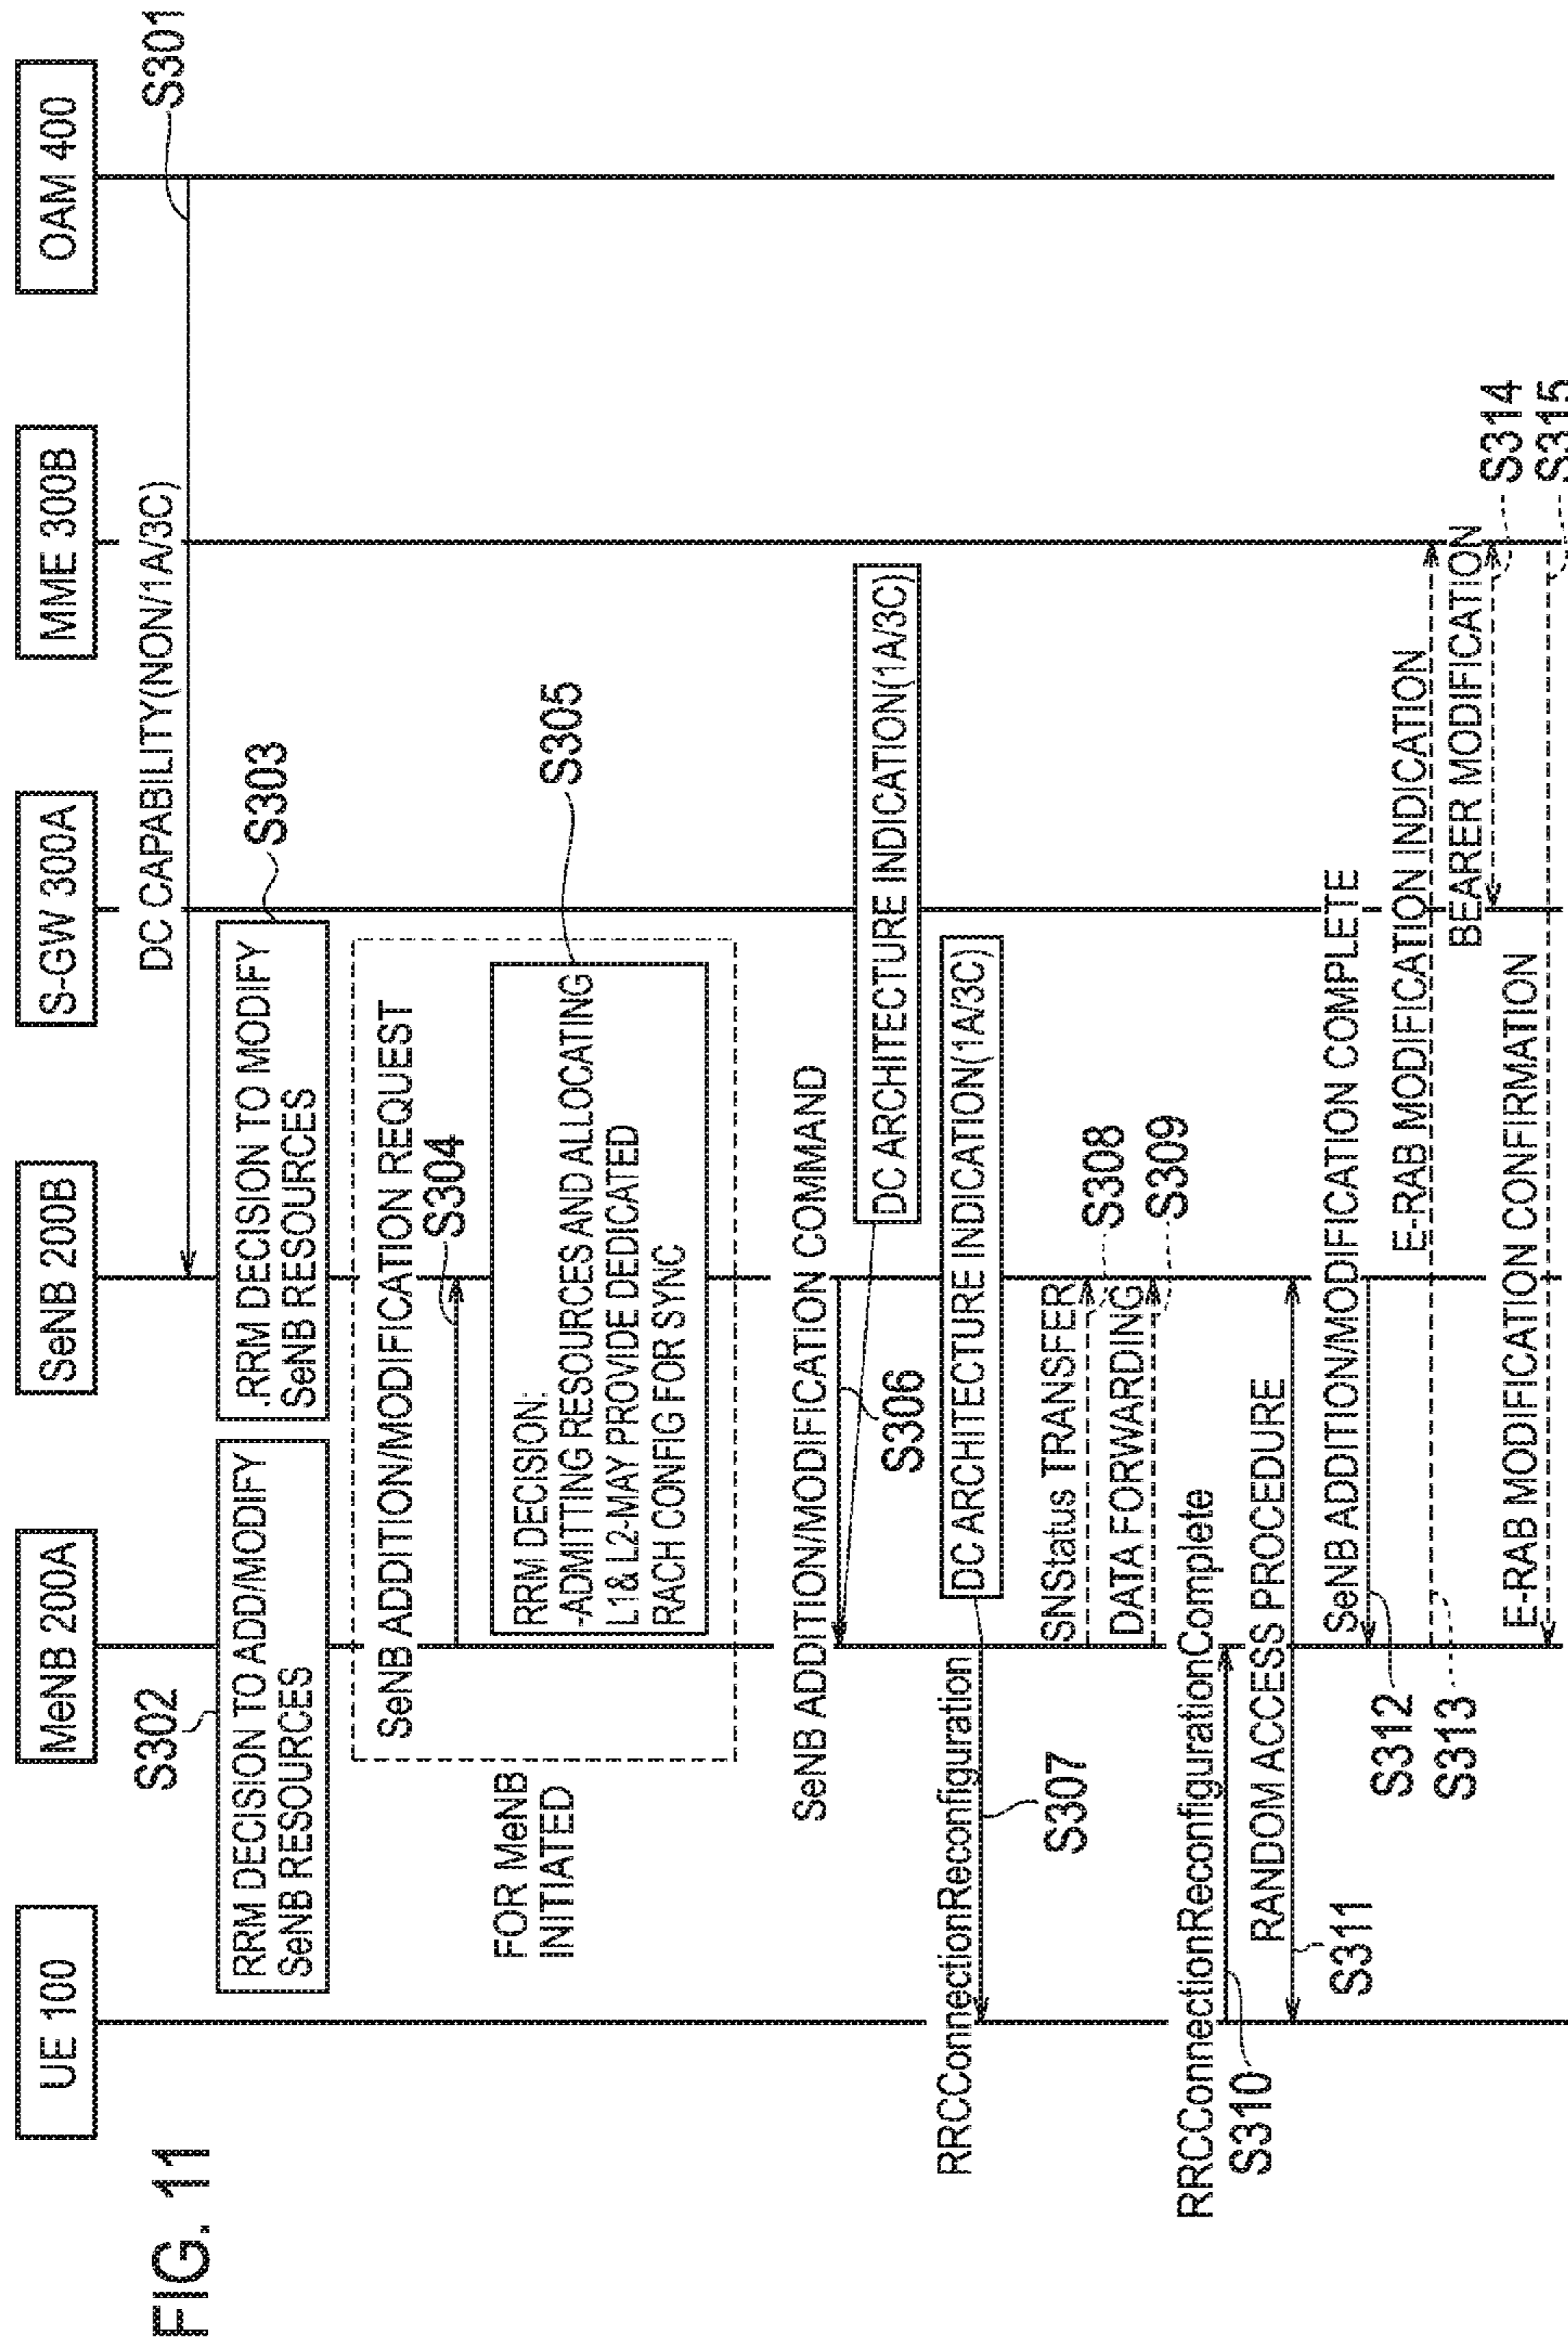 FIG. 11
UE 100
MeNB 200A
SeNB 200B
S-GW 300A
MME 300B
OAM 400
S301
DC CAPABILITY(NON/1A/3C)
S302
RRM DECISION TO ADD/MODIFY
SeNB RESOURCES
.RRM DECISION TO MODIFY
SeNB RESOURCES
S303
SeNB ADDITION/MODIFICATION REQUEST
S304
FOR MeNB
INITIATED
RRM DECISION:
-ADMITTING RESOURCES AND ALLOCATING
L1& L2-MAY PROVIDE DEDICATED
RACH CONFIG FOR SYNC
S305
SeNB ADDITION/MODIFICATION COMMAND
S306
DC ARCHITECTURE INDICATION(1A/3C)
RRCConnectionReconfiguration
S307
DC ARCHITECTURE INDICATION(1A/3C)
SNStatus TRANSFER
S308
DATA FORWARDING
S309
RRCConnectionReconfigurationComplete
S310
RANDOM ACCESS PROCEDURE
S311
SeNB ADDITION/MODIFICATION COMPLETE
S312
E-RAB MODIFICATION INDICATION
S313
BEARER MODIFICATION
S314
E-RAB MODIFICATION CONFIRMATION
S315